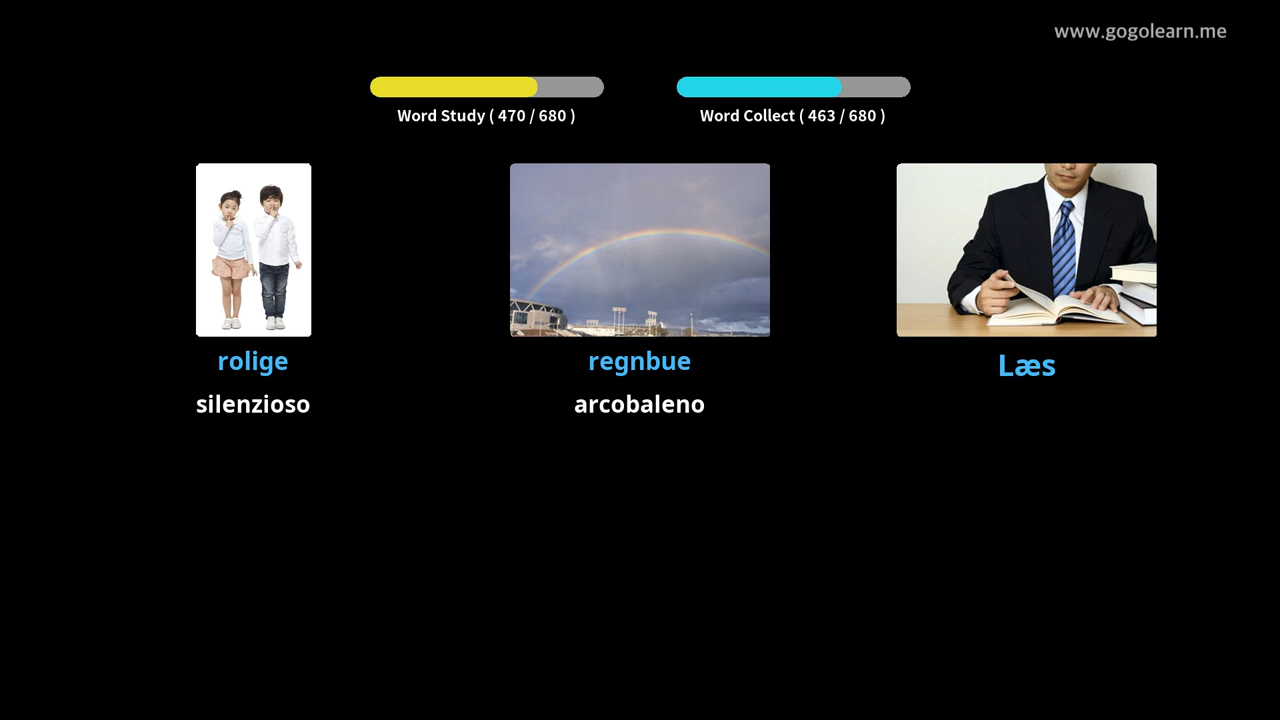 www.gogolearn.me
Word Study ( 470 / 680 )
Word Collect ( 463 / 680 )
rolige
silenzioso
regnbue
arcobaleno
Læs